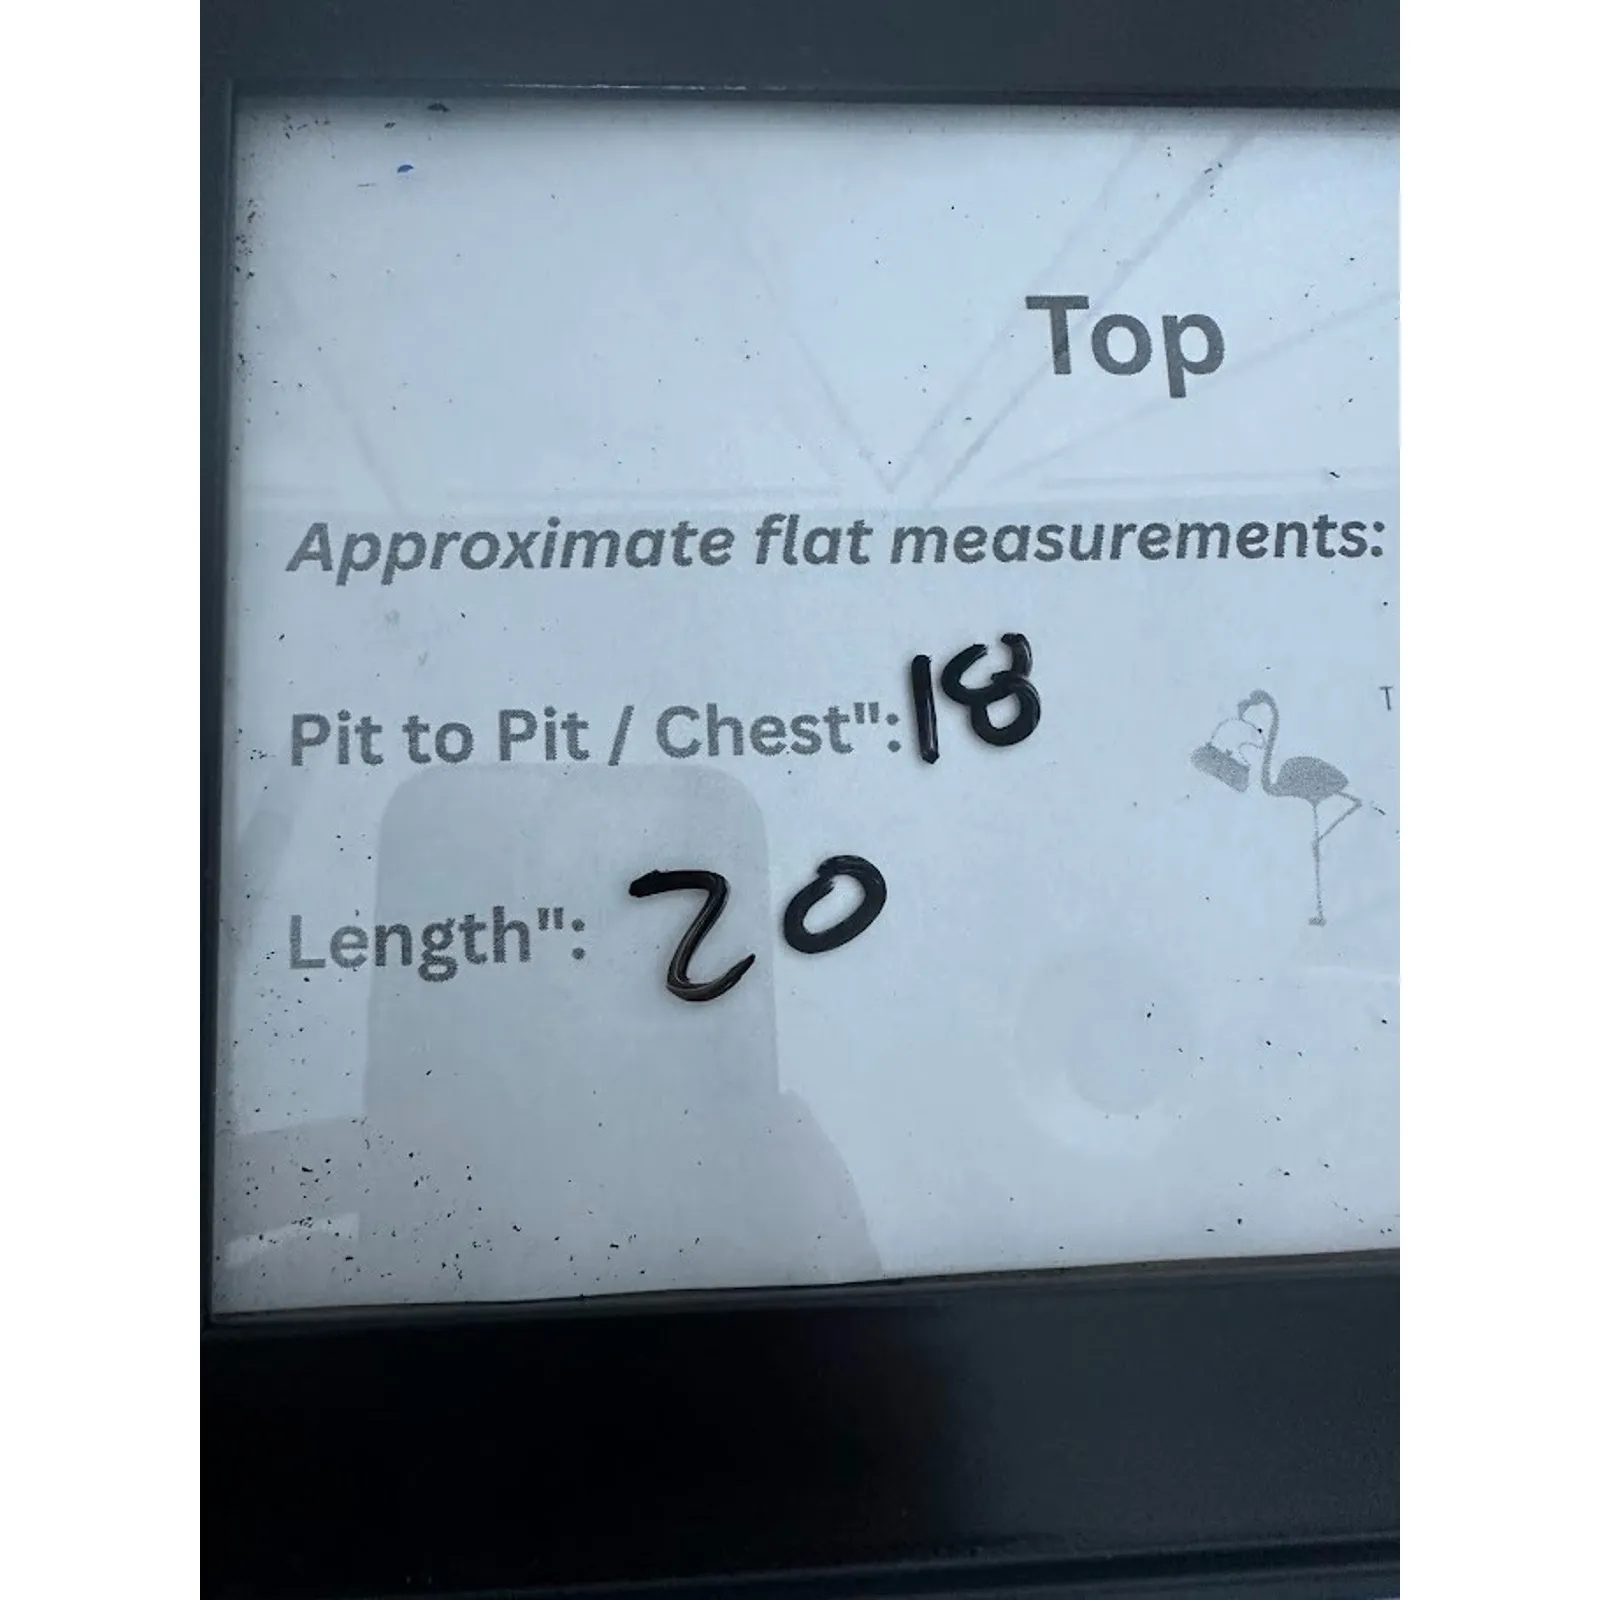 Top
Approximate flat measurements:
Pit to Pit / Chest":18
Length": 20
T